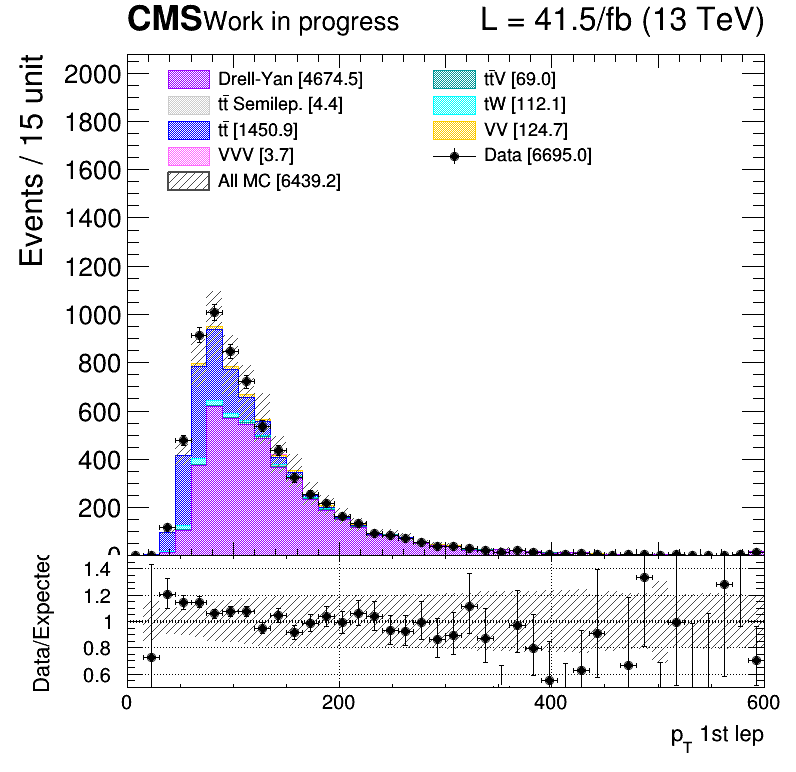 CMS Work in progress L = 41.5/fb (13 TeV)
Events / 15 unit
2000
1800
1600
1400
1200
1000
800
600
400
200
0
Drell-Yan [4674.5]
tt̄ Semilep. [4.4]
tt̄ [1450.9]
VVV [3.7]
All MC [6439.2]
tt̄V [69.0]
tW [112.1]
VV [124.7]
Data [6695.0]
Data/Expected
1.4
1.2
1
0.8
0.6
0 200 400 600
p_T 1st lep